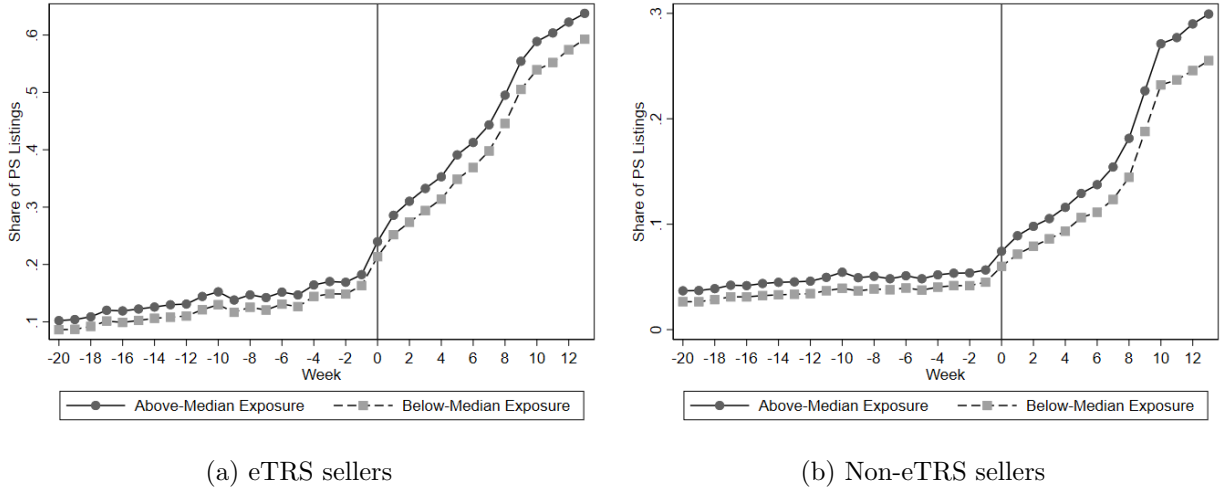 .6
.5
.4
.3
.2
.1
Share of PS Listings
-20 -18 -16 -14 -12 -10 -8 -6 -4 -2 0 2 4 6 8 10 12
Week
Above-Median Exposure Below-Median Exposure
(a) eTRS sellers
.3
.2
.1
0
Share of PS Listings
-20 -18 -16 -14 -12 -10 -8 -6 -4 -2 0 2 4 6 8 10 12
Week
Above-Median Exposure Below-Median Exposure
(b) Non-eTRS sellers